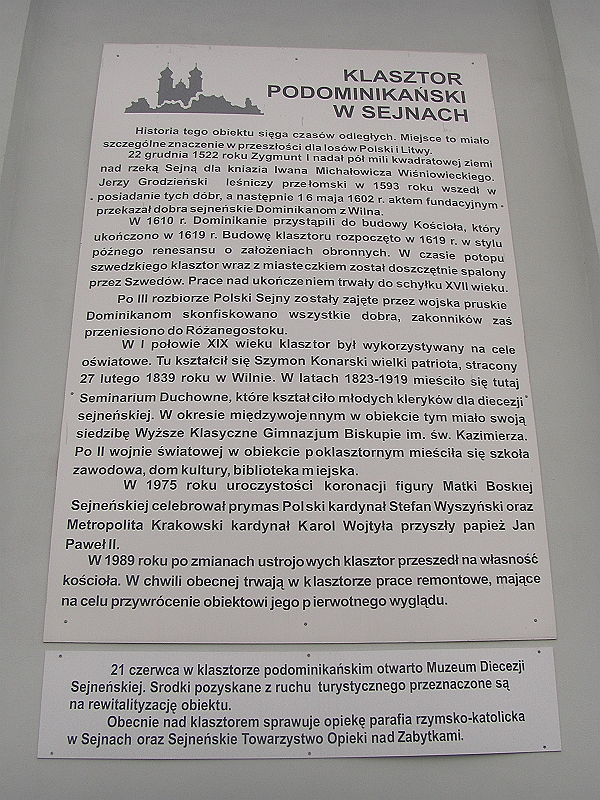 KLASZTOR
PODOMINIKAŃSKI
W SEJNACH
Historia tego obiektu sięga czasów odległych. Miejsce to miało
szczególne znaczenie w przeszłości dla losów Polski i Litwy.
22 grudnia 1522 roku Zygmunt I nadał pół mili kwadratowej ziemi
nad rzeką Sejną dla kniazia Iwana Michałowicza Wiśniowieckiego.
Jerzy Grodzieński leśniczy przełomski w 1593 roku wszedł w
posiadanie tych dóbr, a następnie 16 maja 1602 r. aktem fundacyjnym
przekazał dobra sejneńskie Dominikanom z Wilna.
W 1610 r. Dominikanie przystąpili do budowy Kościoła, który
ukończono w 1619 r. Budowę klasztoru rozpoczęto w 1619 r. w stylu
późnego renesansu o założeniach obronnych. W czasie potopu
szwedzkiego klasztor wraz z miasteczkiem został doszczętnie spalony
przez Szwedów. Prace nad ukończeniem trwały do schyłku XVII wieku.
Po III rozbiorze Polski Sejny zostały zajęte przez wojska pruskie
Dominikanom skonfiskowano wszystkie dobra, zakonników zaś
przeniesiono do Różanegostoku.
W I połowie XIX wieku klasztor był wykorzystywany na cele
oświatowe. Tu kształcił się Szymon Konarski wielki patriota, stracony
27 lutego 1839 roku w Wilnie. W latach 1823-1919 mieściło się tutaj
Seminarium Duchowne, które kształciło młodych kleryków dla diecezji
sejneńskiej. W okresie międzywojennym w obiekcie tym miało swoją
siedzibę Wyższe Klasyczne Gimnazjum Biskupie im. św. Kazimierza.
Po II wojnie światowej w obiekcie poklasztornym mieściła się szkoła
zawodowa, dom kultury, biblioteka miejska.
W 1975 roku uroczystości koronacji figury Matki Boskiej
Sejneńskiej celebrował prymas Polski kardynał Stefan Wyszyński oraz
Metropolita Krakowski kardynał Karol Wojtyła przyszły papież Jan
Paweł II.
W 1989 roku po zmianach ustrojowych klasztor przeszedł na własność
kościoła. W chwili obecnej trwają w klasztorze prace remontowe, mające
na celu przywrócenie obiektowi jego pierwotnego wyglądu.
21 czerwca w klasztorze podominikańskim otwarto Muzeum Diecezji
Sejneńskiej. Srodki pozyskane z ruchu turystycznego przeznaczone są
na rewitalityzację obiektu.
Obecnie nad klasztorem sprawuje opiekę parafia rzymsko-katolicka
w Sejnach oraz Sejneńskie Towarzystwo Opieki nad Zabytkami.